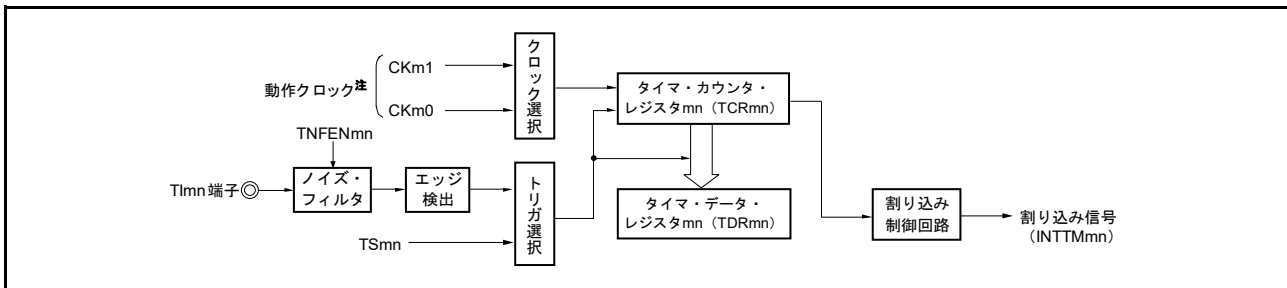 動作クロック注
CKm1
CKm0
クロック選択
タイマ・カウンタ・
レジスタmn（TCRmn）
TNFENmn
TImn端子
ノイズ・
フィルタ
エッジ
検出
TSmn
トリガ選択
タイマ・データ・
レジスタmn（TDRmn）
割り込み
制御回路
割り込み信号
（INTTMmn）